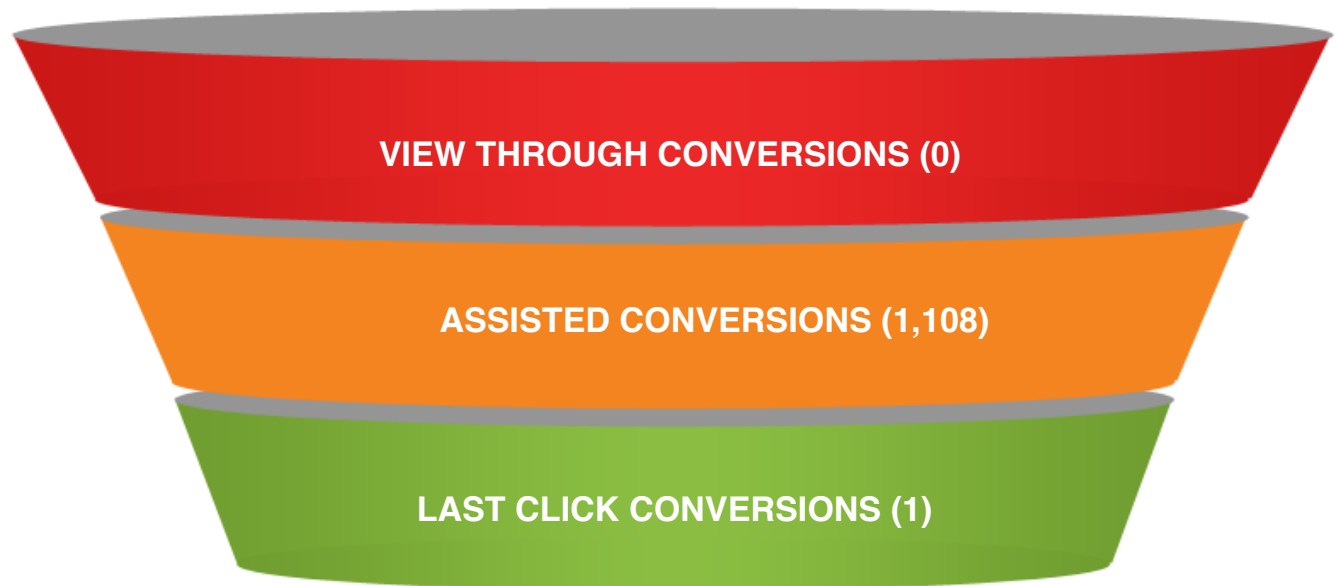 VIEW THROUGH CONVERSIONS (0)
ASSISTED CONVERSIONS (1,108)
LAST CLICK CONVERSIONS (1)